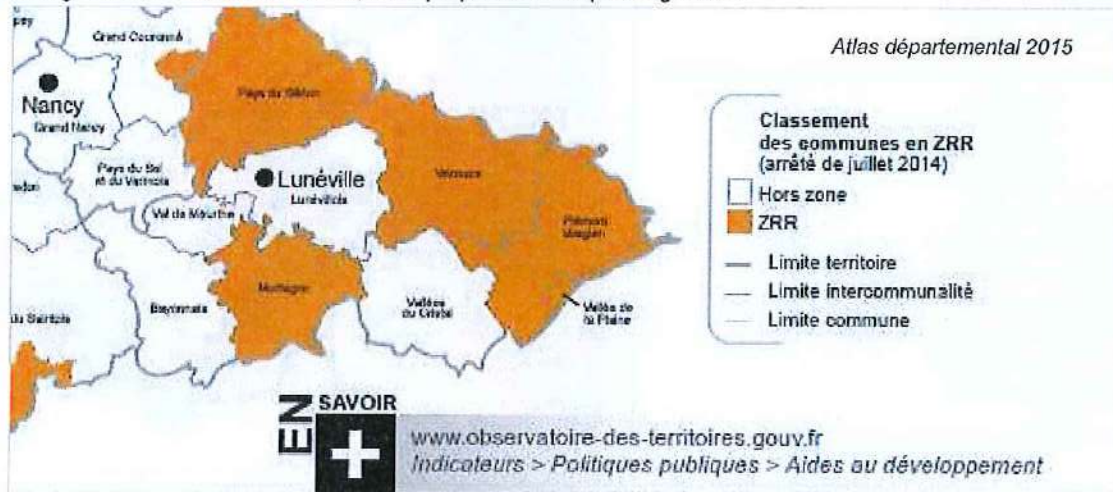 Grand Couronné
Atlas départemental 2015
Nancy
Grand Nancy
Pays du Sânon
Classement
des communes en ZRR
(arrêté de juillet 2014)
Hors zone
ZRR
Pays du Sel
et du Vermois
Lunéville
Lunévillois
Vezouze
Val de Meurthe
Piémont
Vosgien
Limite territoire
Limite intercommunalité
Limite commune
Mortagne
Bayonnais
Vallées
du Cristal
Vallée de
la Plaine
du Saintois
EN SAVOIR +
www.observatoire-des-territoires.gouv.fr
Indicateurs > Politiques publiques > Aides au développement